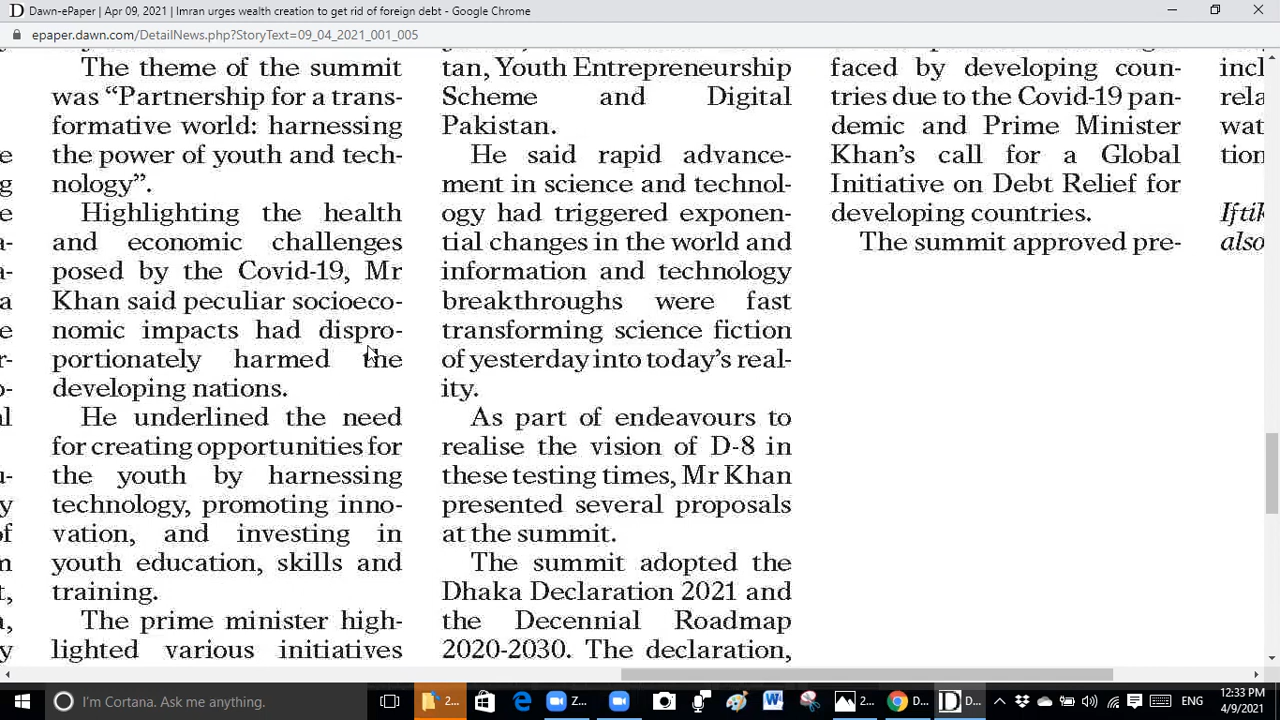 Dawn-ePaper | Apr 09, 2021 | Imran urges wealth creation to get rid of foreign debt - Google Chrome
epaper.dawn.com/DetailNews.php?StoryText=09_04_2021_001_005
The theme of the summit
was “Partnership for a trans-
formative world: harnessing
the power of youth and tech-
nology”.
Highlighting the health
and economic challenges
posed by the Covid-19, Mr
Khan said peculiar socioeco-
nomic impacts had dispro-
portionately harmed the
developing nations.
He underlined the need
for creating opportunities for
the youth by harnessing
technology, promoting inno-
vation, and investing in
youth education, skills and
training.
The prime minister high-
lighted various initiatives
tan, Youth Entrepreneurship
Scheme and Digital
Pakistan.
He said rapid advance-
ment in science and technol-
ogy had triggered exponen-
tial changes in the world and
information and technology
breakthroughs were fast
transforming science fiction
of yesterday into today’s real-
ity.
As part of endeavours to
realise the vision of D-8 in
these testing times, Mr Khan
presented several proposals
at the summit.
The summit adopted the
Dhaka Declaration 2021 and
the Decennial Roadmap
2020-2030. The declaration,
faced by developing coun-
tries due to the Covid-19 pan-
demic and Prime Minister
Khan’s call for a Global
Initiative on Debt Relief for
developing countries.
The summit approved pre-
incl
rela
wat
tion
Iftik
also
I'm Cortana. Ask me anything.
2...
Z...
2...
D...
D...
ENG
12:33 PM
4/9/2021